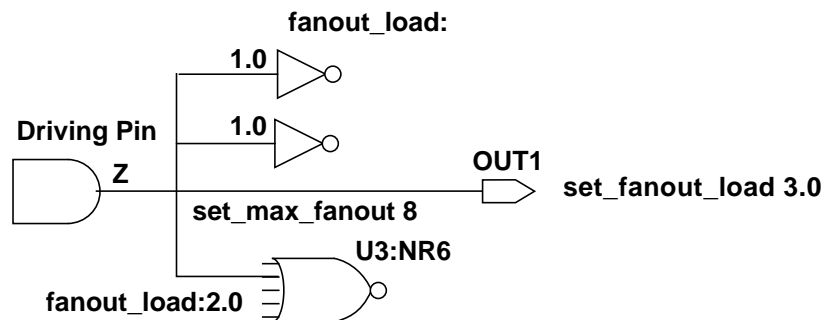 fanout_load:
1.0
1.0
Driving Pin
Z
OUT1
set_fanout_load 3.0
set_max_fanout 8
U3:NR6
fanout_load:2.0